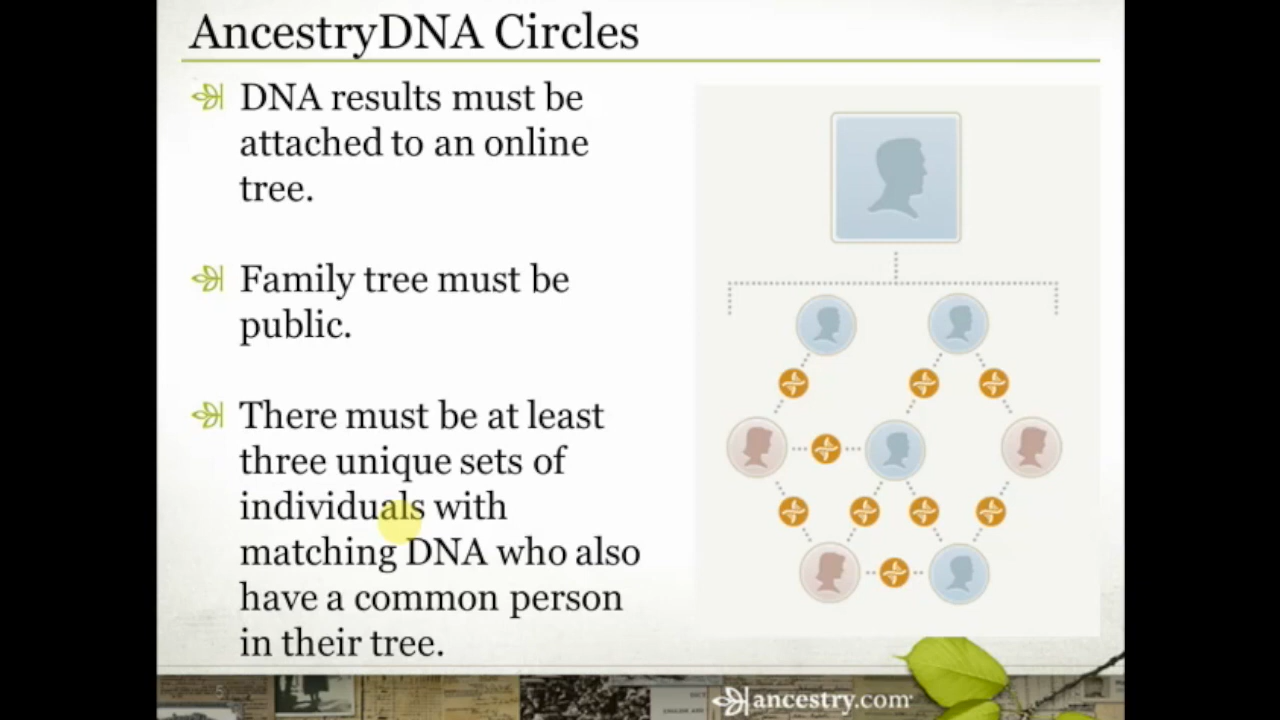 AncestryDNA Circles
DNA results must be
attached to an online
tree.
Family tree must be
public.
There must be at least
three unique sets of
individuals with
matching DNA who also
have a common person
in their tree.
5
ancestry.com